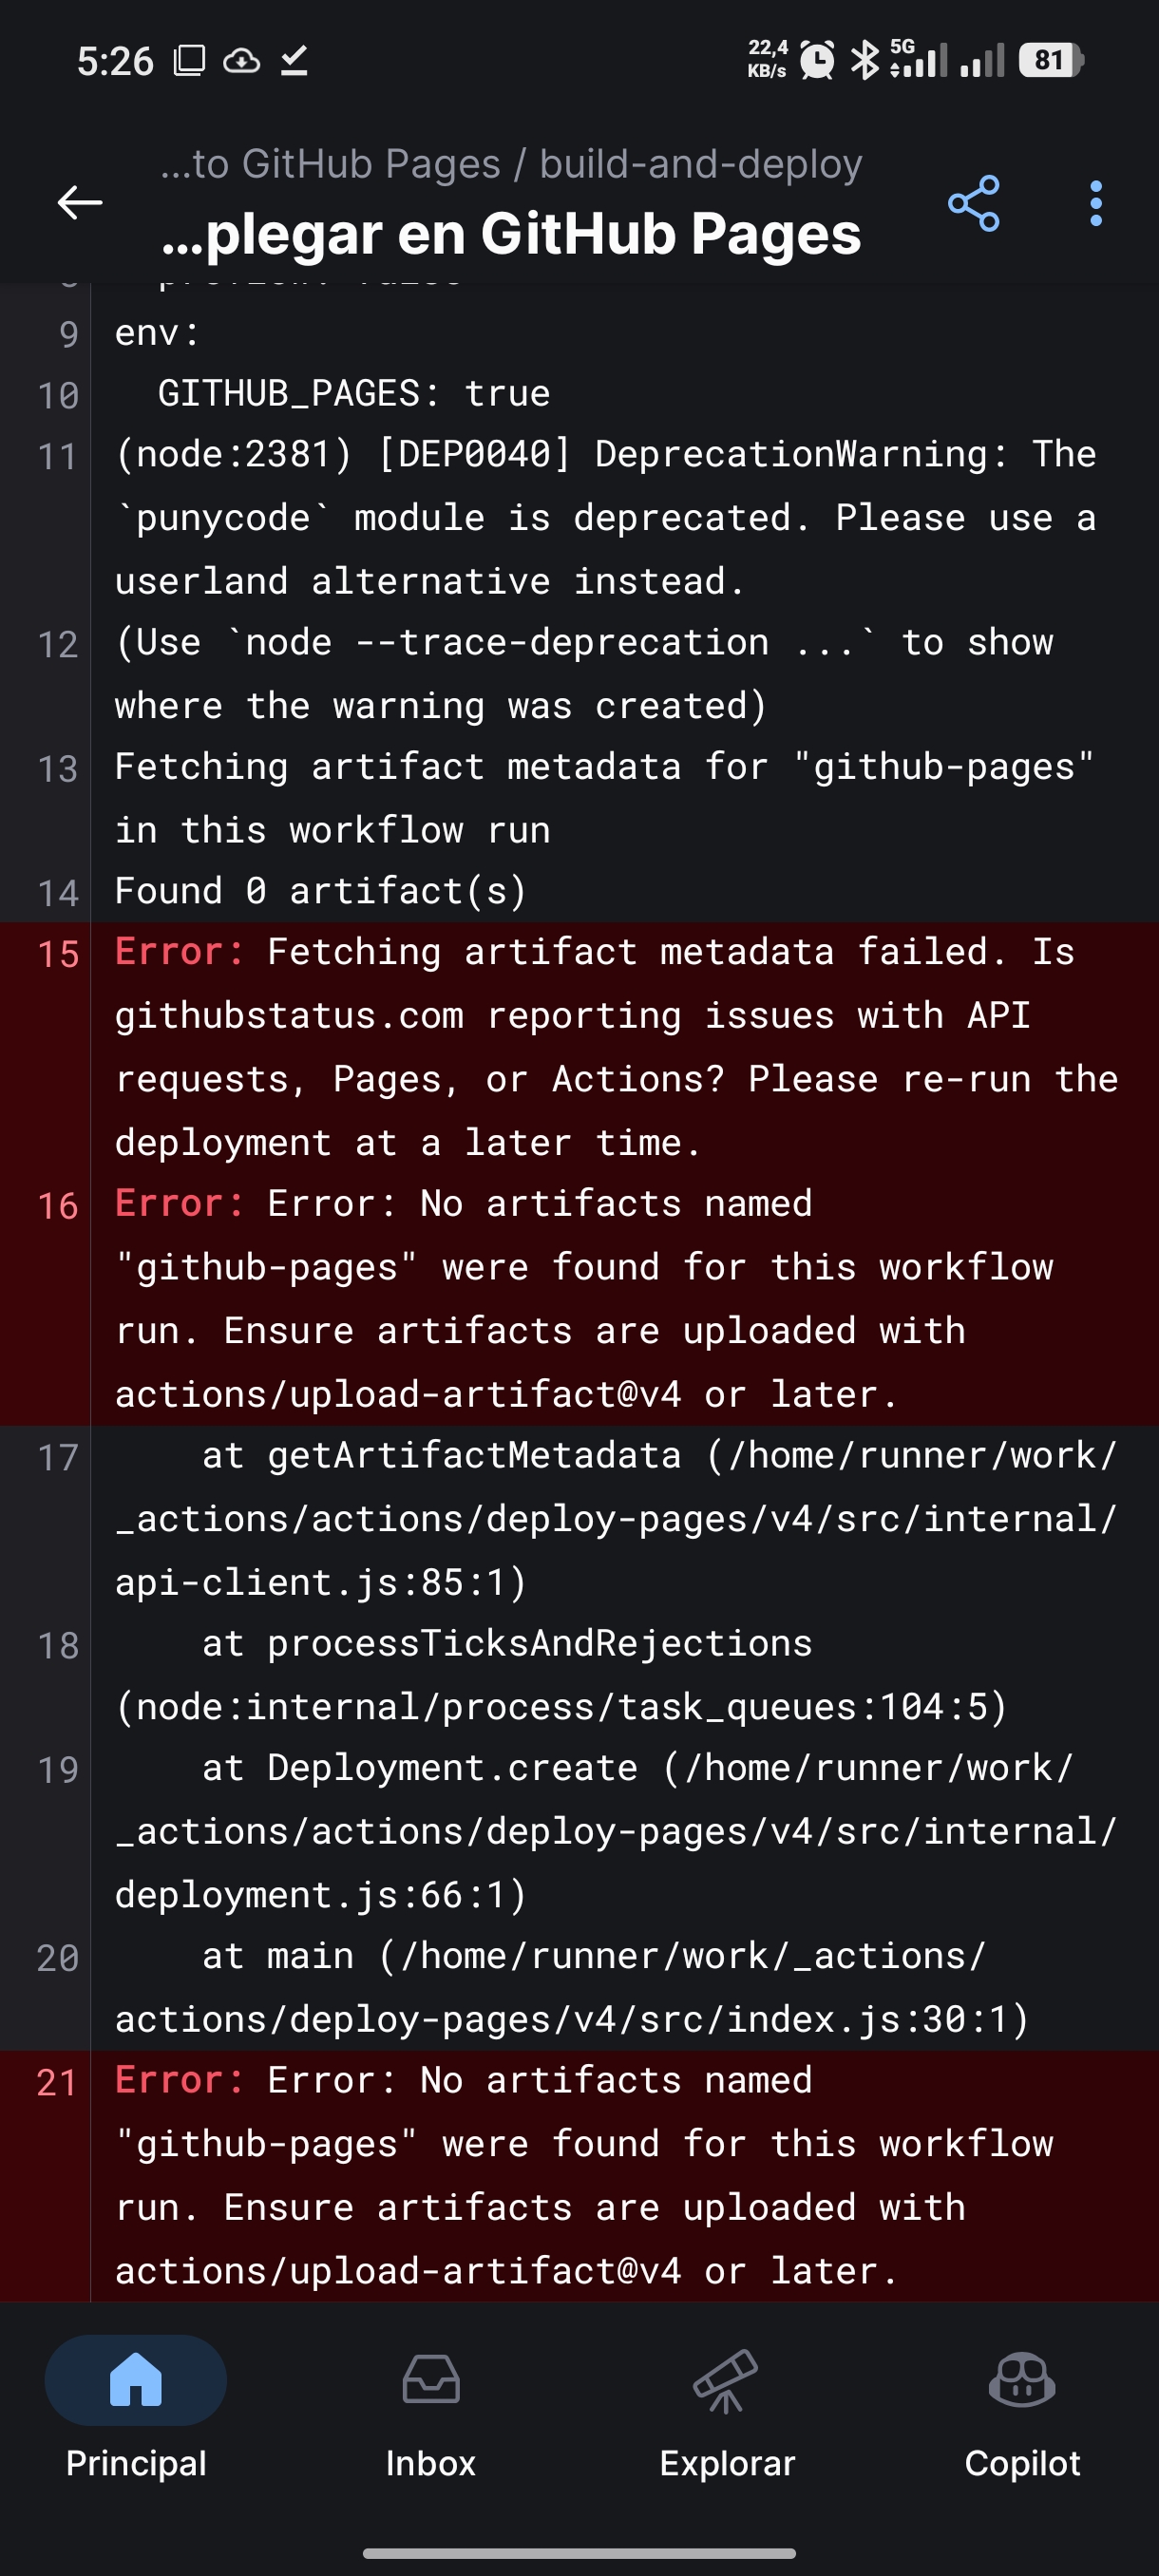 5:26
22,4
KB/s
5G
81
...to GitHub Pages / build-and-deploy
...plegar en GitHub Pages
9 env:
10 GITHUB_PAGES: true
11 (node:2381) [DEP0040] DeprecationWarning: The
`punycode` module is deprecated. Please use a
userland alternative instead.
12 (Use `node --trace-deprecation ...` to show
where the warning was created)
13 Fetching artifact metadata for "github-pages"
in this workflow run
14 Found 0 artifact(s)
15 Error: Fetching artifact metadata failed. Is
githubstatus.com reporting issues with API
requests, Pages, or Actions? Please re-run the
deployment at a later time.
16 Error: Error: No artifacts named
"github-pages" were found for this workflow
run. Ensure artifacts are uploaded with
actions/upload-artifact@v4 or later.
17 at getArtifactMetadata (/home/runner/work/
_actions/actions/deploy-pages/v4/src/internal/
api-client.js:85:1)
18 at processTicksAndRejections
(node:internal/process/task_queues:104:5)
19 at Deployment.create (/home/runner/work/
_actions/actions/deploy-pages/v4/src/internal/
deployment.js:66:1)
20 at main (/home/runner/work/_actions/
actions/deploy-pages/v4/src/index.js:30:1)
21 Error: Error: No artifacts named
"github-pages" were found for this workflow
run. Ensure artifacts are uploaded with
actions/upload-artifact@v4 or later.
Principal
Inbox
Explorar
Copilot